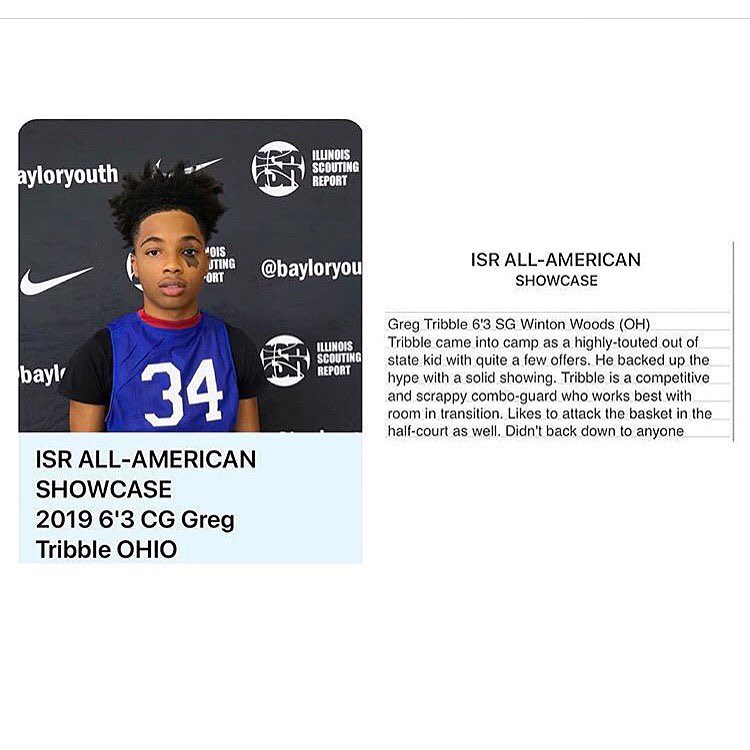 ayloryouth
ILLINOIS
SCOUTING
REPORT
OIS
UTING
ORT
@bayloryou
ILLINOIS
SCOUTING
REPORT
bayl
34
ISR ALL-AMERICAN
SHOWCASE
2019 6'3 CG Greg
Tribble OHIO
ISR ALL-AMERICAN
SHOWCASE
Greg Tribble 6'3 SG Winton Woods (OH)
Tribble came into camp as a highly-touted out of
state kid with quite a few offers. He backed up the
hype with a solid showing. Tribble is a competitive
and scrappy combo-guard who works best with
room in transition. Likes to attack the basket in the
half-court as well. Didn't back down to anyone